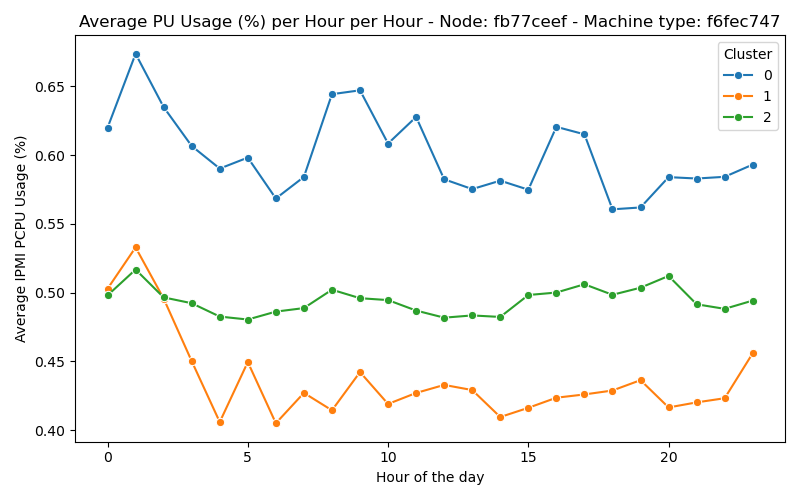 Average PU Usage (%) per Hour per Hour - Node: fb77ceef - Machine type: f6fec747
Cluster
0
1
2
Average IPMI PCPU Usage (%)
0.65
0.60
0.55
0.50
0.45
0.40
0 5 10 15 20
Hour of the day